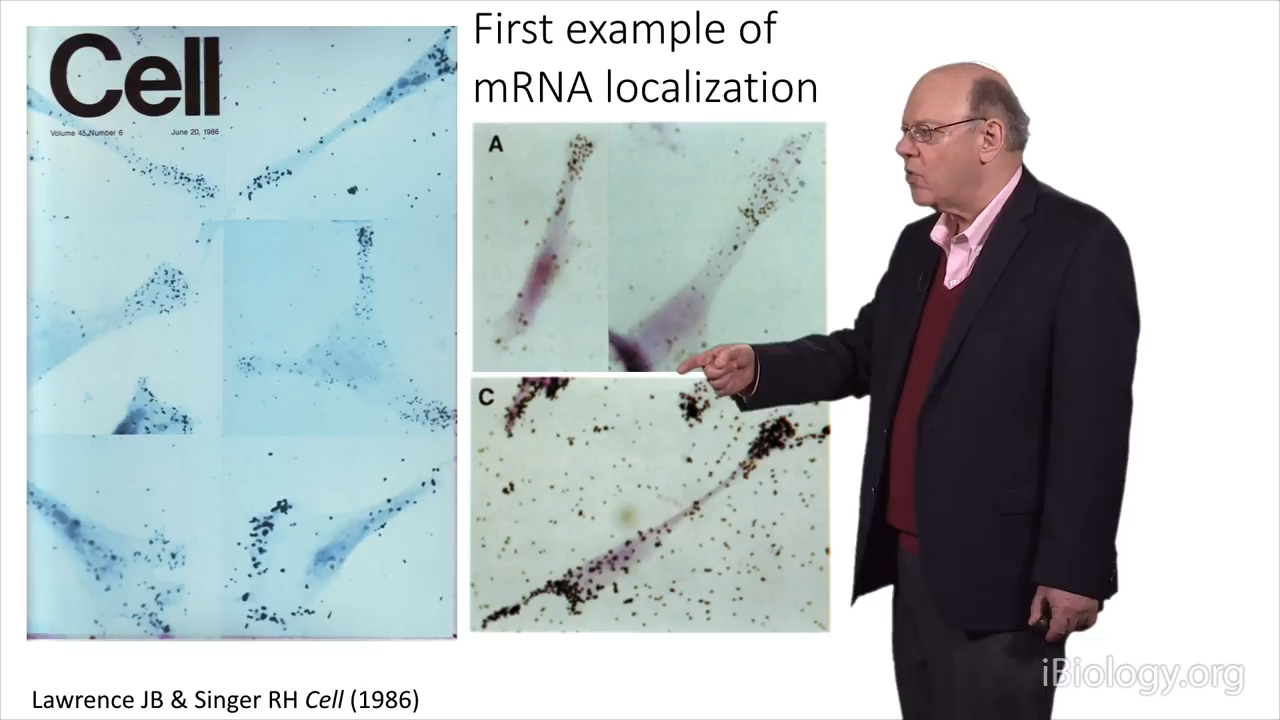 Cell
Volume 45, Number 6 June 20, 1986
First example of
mRNA localization
A
C
Lawrence JB & Singer RH Cell (1986)
iBiology.org